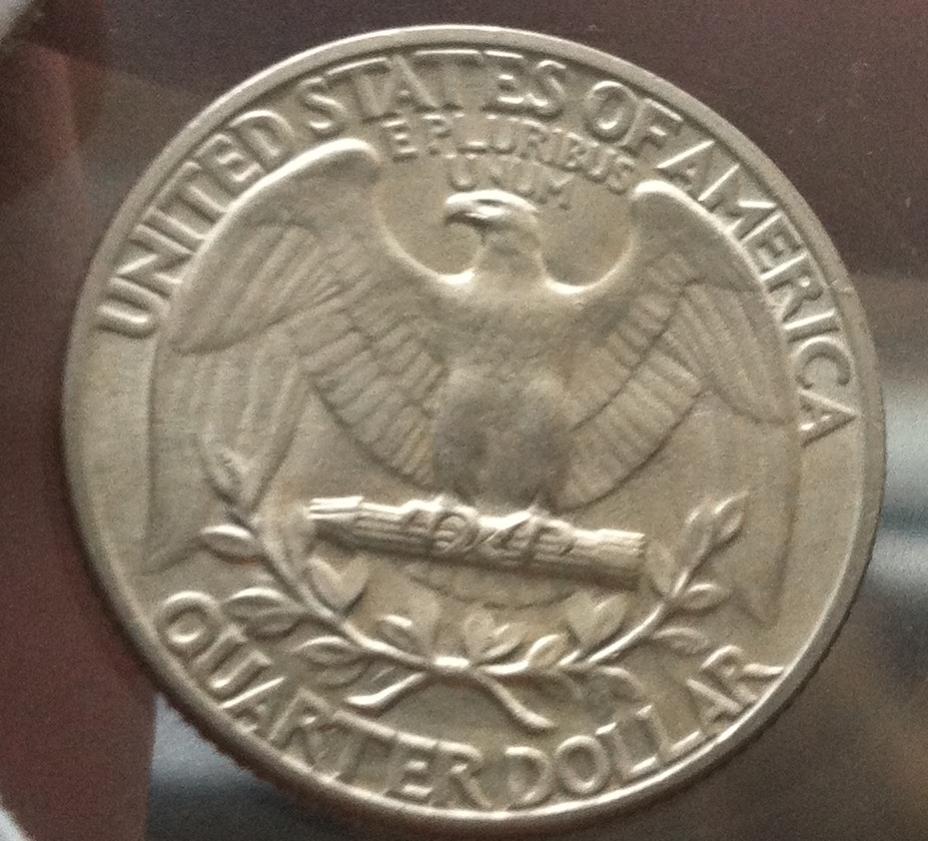 UNITED STATES OF AMERICA
E PLURIBUS
UNUM
QUARTER DOLLAR